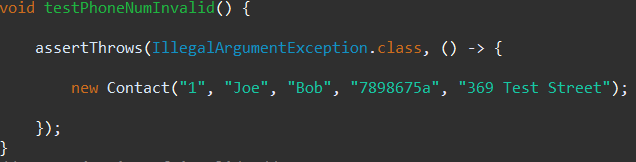 void testPhoneNumInvalid() {
assertThrows(IllegalArgumentException.class, () -> {
new Contact("1", "Joe", "Bob", "7898675a", "369 Test Street");
});
}